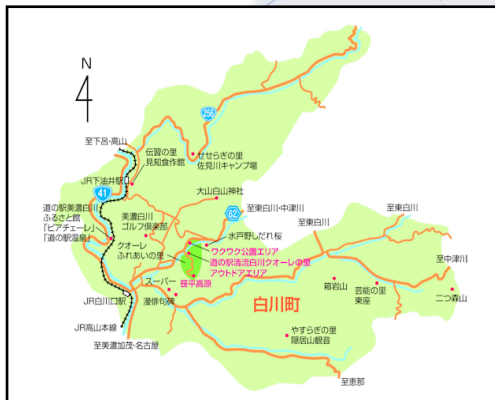 N
256
至下呂・高山
伝習の里
見知食作館
せせらぎの里
佐見川キャンプ場
JR下油井駅
41
大山白山神社
道の駅美濃白川
ふるさと館
「ピアチェーレ」
「道の駅温泉」
美濃白川
ゴルフ倶楽部
62
至東白川・中津川
至東白川
至東白川
水戸野しだれ桜
クオーレ
ふれあいの里
ワクワク公園エリア
道の駅清流白川クオーレの里
アウトドアエリア
至中津川
スーパー
笹平高原
JR白川口駅
漫俳句碑
白川町
箱岩山
芸能の里
東座
二つ森山
JR高山本線
やすらぎの里
隠居山観音
至美濃加茂・名古屋
至恵那